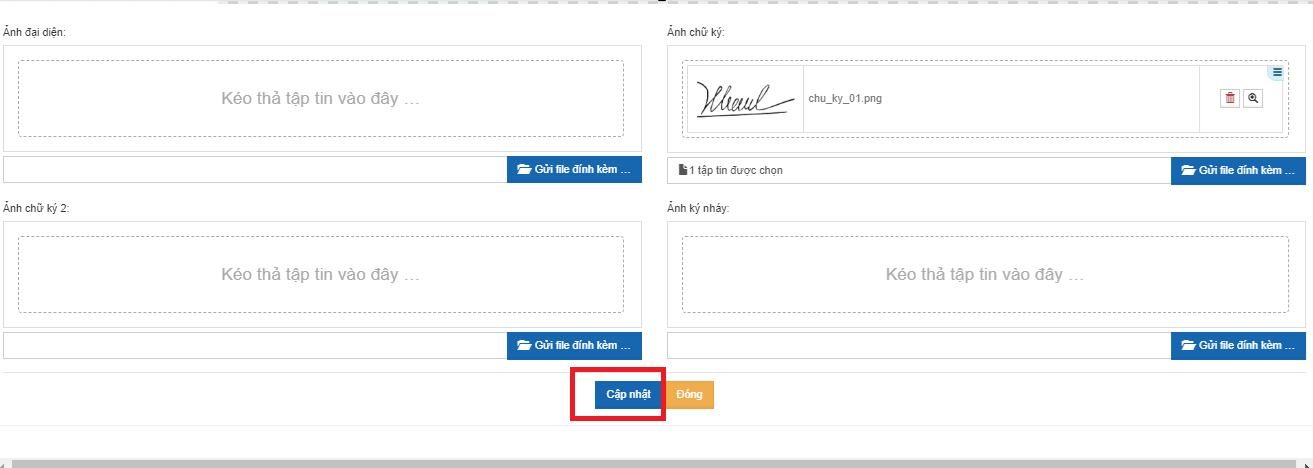 Ảnh đại diện:
Kéo thả tập tin vào đây ...
Gửi file đính kèm ...
Ảnh chữ ký:
chu_ky_01.png
1 tập tin được chọn
Gửi file đính kèm ...
Ảnh chữ ký 2:
Kéo thả tập tin vào đây ...
Gửi file đính kèm ...
Ảnh ký nháy:
Kéo thả tập tin vào đây ...
Gửi file đính kèm ...
Cập nhật
Đóng